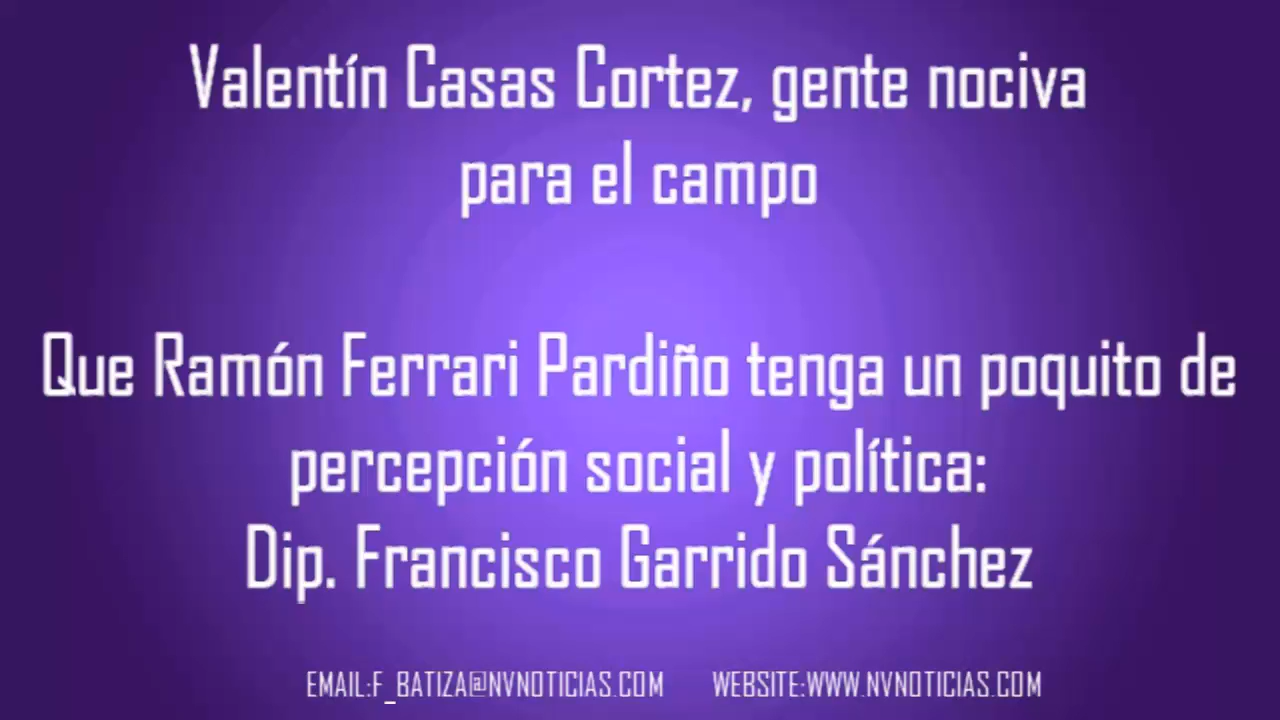 Valentín Casas Cortez, gente nociva
para el campo
Que Ramón Ferrari Pardiño tenga un poquito de
percepción social y política:
Dip. Francisco Garrido Sánchez
EMAIL:F_BATIZA@NVNOTICIAS.COM WEBSITE:WWW.NVNOTICIAS.COM